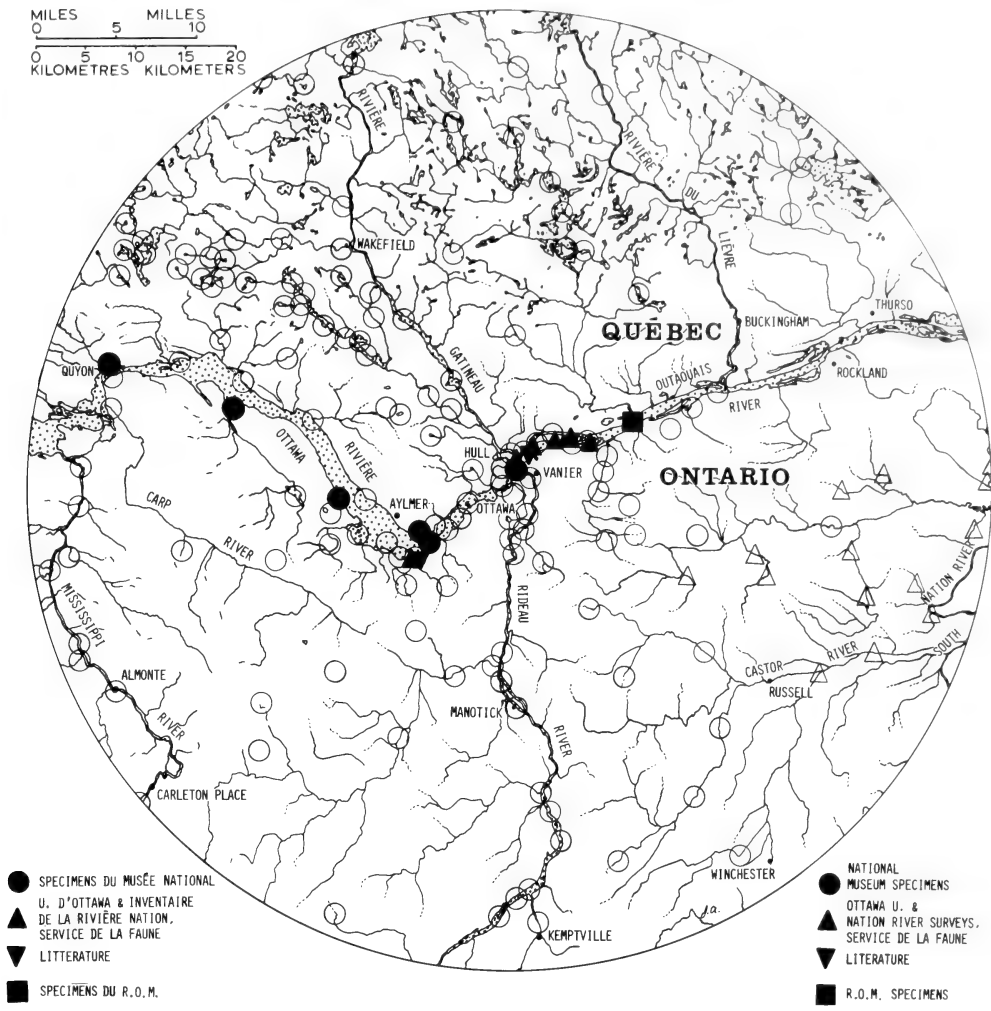 MILES MILLES
0 5 10
0 5 10 15 20
KILOMETRES KILOMETERS
RIVIÈRE
RIVIÈRE
DU
LIÈVRE
WAKEFIELD
THURSO
BUCKINGHAM
QUÉBEC
GATINEAU
QUYON
OUTAOUAIS
ROCKLAND
RIVER
OTTAWA
RIVIÈRE
HULL
VANIER
ONTARIO
CARP
AYLMER
OTTAWA
RIVER
RIDEAU
NATION RIVER
MISSISSIPPI
SOUTH
RIVER
CASTOR
RUSSELL
ALMONTE
MANOTICK
RIVER
RIVER
CARLETON PLACE
WINCHESTER
J.a.
KEMPTVILLE
SPECIMENS DU MUSÉE NATIONAL
U. D'OTTAWA & INVENTAIRE
DE LA RIVIÈRE NATION,
SERVICE DE LA FAUNE
LITTERATURE
SPECIMENS DU R.O.M.
NATIONAL
MUSEUM SPECIMENS
OTTAWA U. &
NATION RIVER SURVEYS,
SERVICE DE LA FAUNE
LITERATURE
R.O.M. SPECIMENS